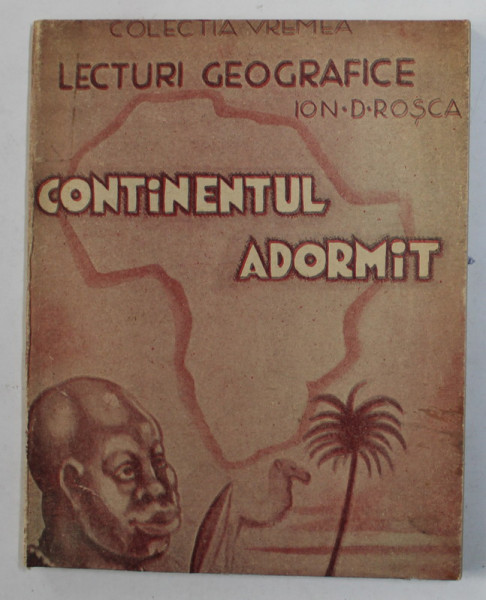 COLECTIA VREMEA
LECTURI GEOGRAFICE
ION·D·ROȘCA
CONTiNENTUL
ADORMiT